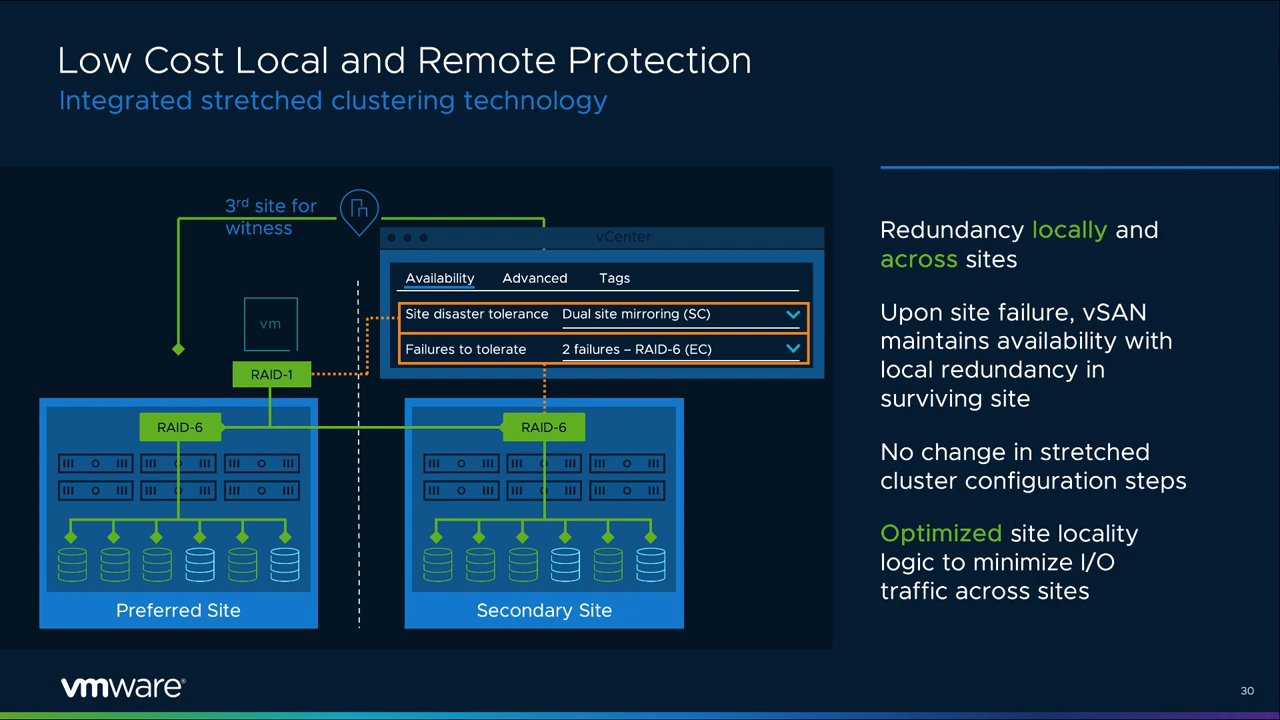 Low Cost Local and Remote Protection
Integrated stretched clustering technology
3rd site for
witness
vCenter
Availability Advanced Tags
Site disaster tolerance Dual site mirroring (SC)
Failures to tolerate 2 failures – RAID-6 (EC)
vm
RAID-1
RAID-6
RAID-6
Preferred Site
Secondary Site
Redundancy locally and
across sites
Upon site failure, vSAN
maintains availability with
local redundancy in
surviving site
No change in stretched
cluster configuration steps
Optimized site locality
logic to minimize I/O
traffic across sites
vmware®
30